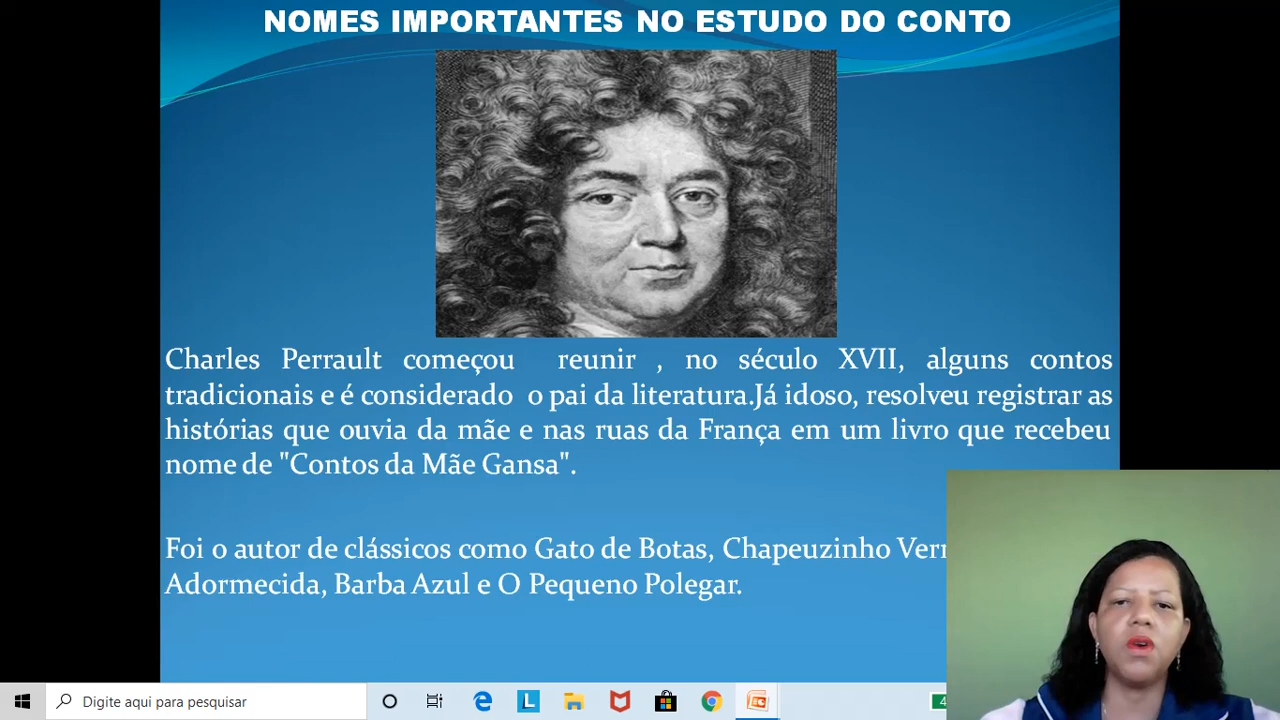 NOMES IMPORTANTES NO ESTUDO DO CONTO
Charles Perrault começou reunir , no século XVII, alguns contos
tradicionais e é considerado o pai da literatura.Já idoso, resolveu registrar as
histórias que ouvia da mãe e nas ruas da França em um livro que recebeu
nome de "Contos da Mãe Gansa".
Foi o autor de clássicos como Gato de Botas, Chapeuzinho
Adormecida, Barba Azul e O Pequeno Polegar.
Digite aqui para pesquisar